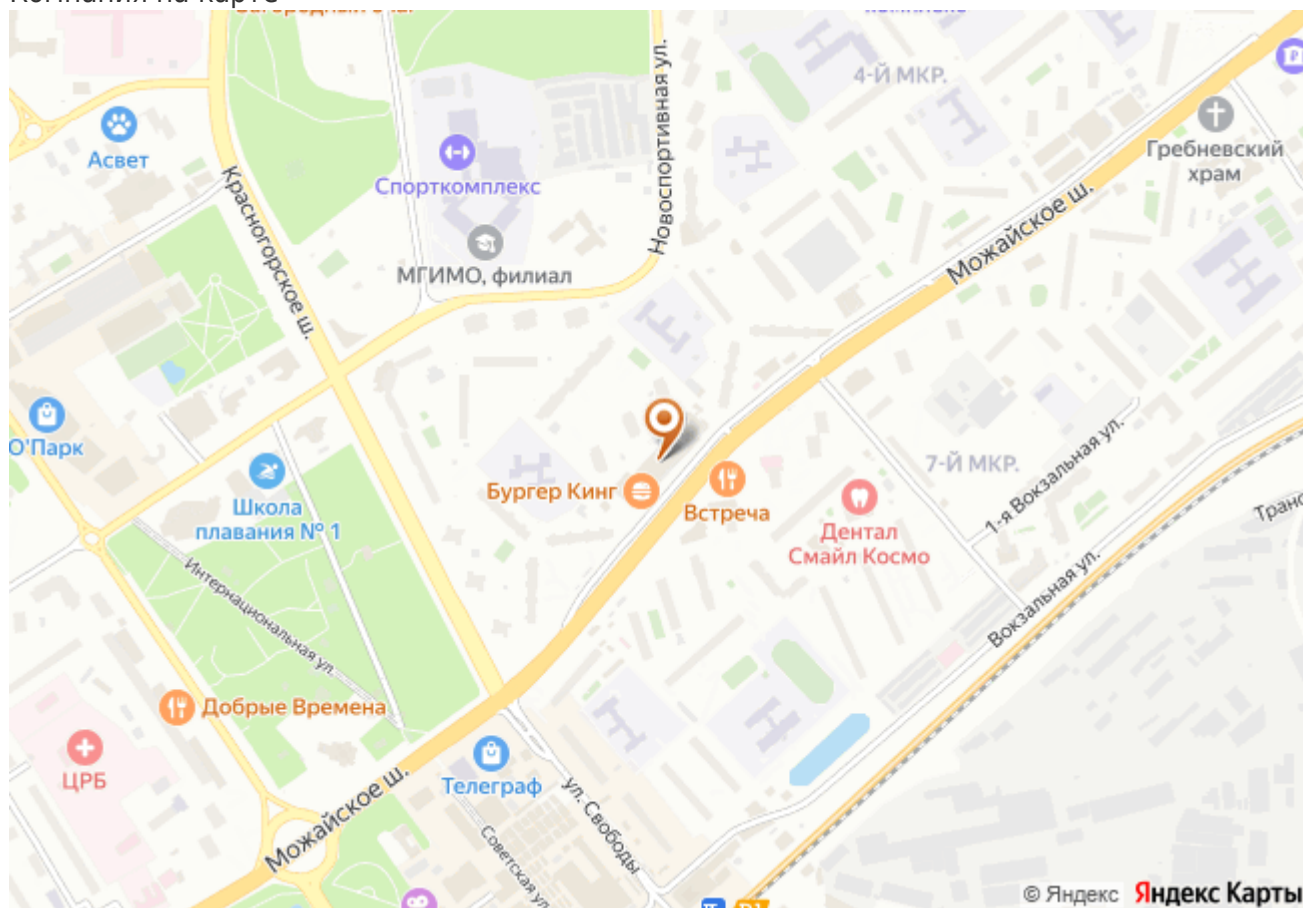 4-Й МКР.
Гребневский
храм
Асвет
Спорткомплекс
Новоспортивная ул.
Красногорское ш.
МГИМО, филиал
Можайское ш.
О'Парк
Школа
плавания № 1
Бургер Кинг
Встреча
7-Й МКР.
Дентал
Смайл Космо
1-я Вокзальная ул.
Вокзальная ул.
Интернациональная ул.
Добрые Времена
ЦРБ
Телеграф
Можайское ш.
ул. Свободы
Советская ул.
© Яндекс Яндекс Карты